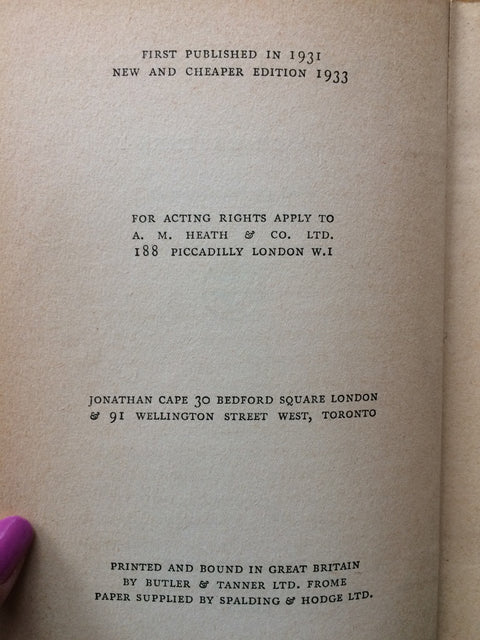 FIRST PUBLISHED IN 1931
NEW AND CHEAPER EDITION 1933
FOR ACTING RIGHTS APPLY TO
A. M. HEATH & CO. LTD.
188 PICCADILLY LONDON W.1
JONATHAN CAPE 30 BEDFORD SQUARE LONDON
& 91 WELLINGTON STREET WEST, TORONTO
PRINTED AND BOUND IN GREAT BRITAIN
BY BUTLER & TANNER LTD. FROME
PAPER SUPPLIED BY SPALDING & HODGE LTD.